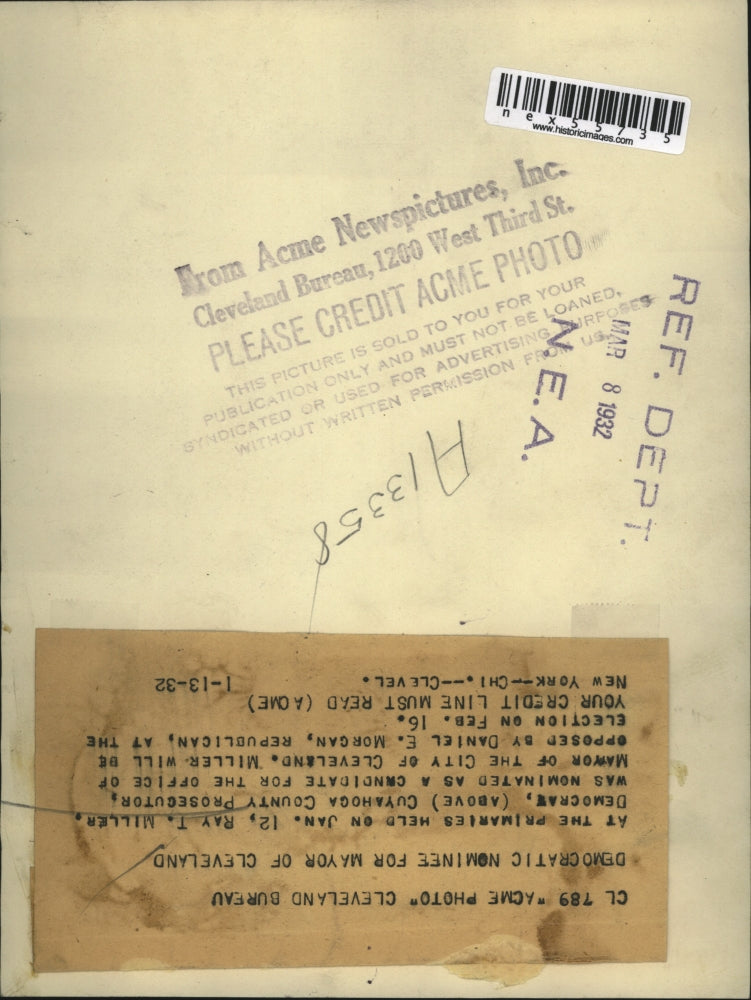 nex55735
www.historicimages.com
From Acme Newspictures, Inc.
Cleveland Bureau, 1200 West Third St.
PLEASE CREDIT ACME PHOTO
THIS PICTURE IS SOLD TO YOU FOR YOUR
PUBLICATION ONLY AND MUST NOT BE LOANED,
SYNDICATED OR USED FOR ADVERTISING PURPOSES
WITHOUT WRITTEN PERMISSION FROM US.
REF. DEPT.
MAR 8 1932
N.E.A.
A13358
CL 789 "ACME PHOTO" CLEVELAND BUREAU
DEMOCRATIC NOMINEE FOR MAYOR OF CLEVELAND
AT THE PRIMARIES HELD ON JAN. 12, RAY T. MILLER,
DEMOCRAT, (ABOVE) CUYAHOGA COUNTY PROSECUTOR,
WAS NOMINATED AS A CANDIDATE FOR THE OFFICE OF
MAYOR OF THE CITY OF CLEVELAND. MILLER WILL BE
OPPOSED BY DANIEL E. MORGAN, REPUBLICAN, AT THE
ELECTION ON FEB. 16.
YOUR CREDIT LINE MUST READ (ACME)
NEW YORK--CHI.--CLEVEL. 1-13-32